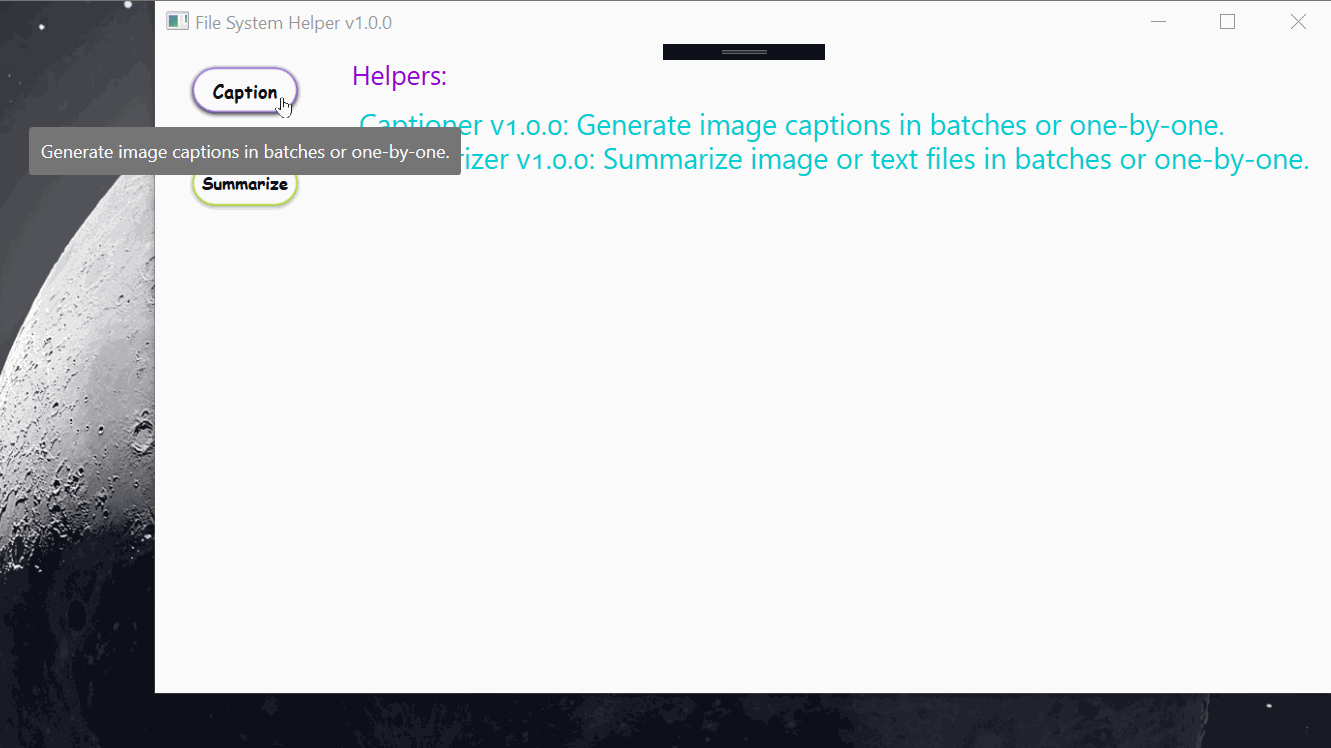 File System Helper v1.0.0
Caption
Helpers:
Captioner v1.0.0: Generate image captions in batches or one-by-one.
Generate image captions in batches or one-by-one.
rizer v1.0.0: Summarize image or text files in batches or one-by-one.
Summarize